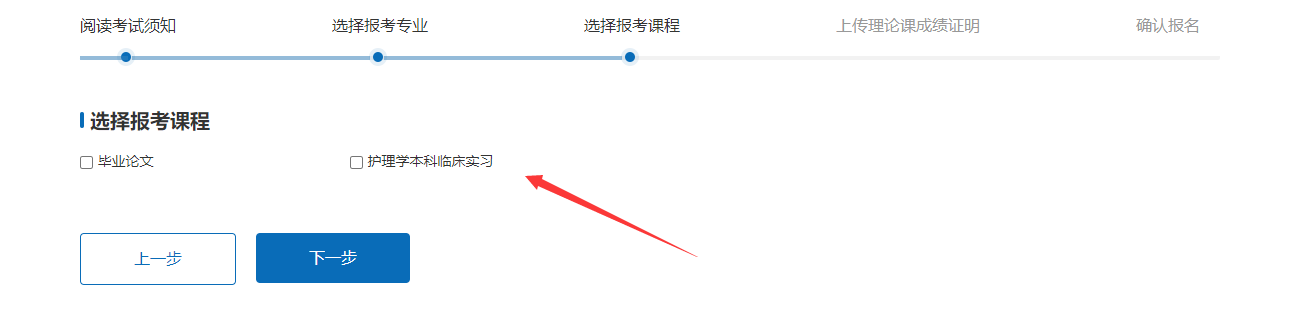 阅读考试须知 选择报考专业 选择报考课程 上传理论课成绩证明 确认报名
选择报考课程
毕业论文 护理学本科临床实习
上一步 下一步